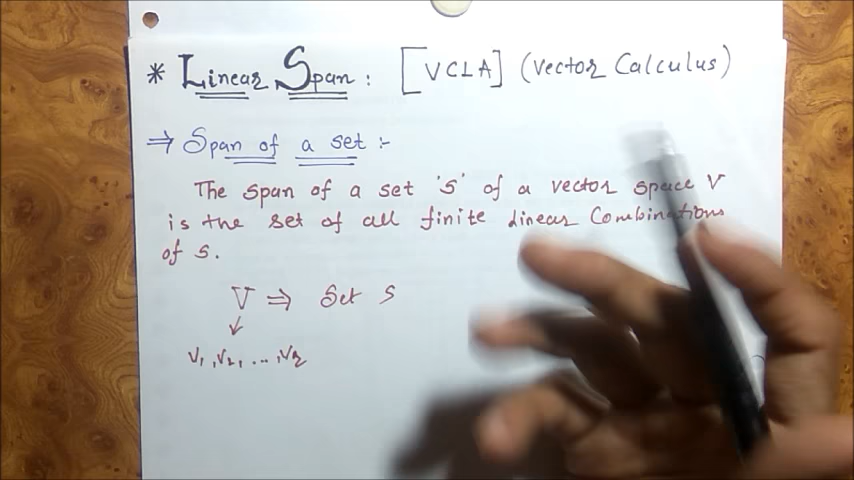 * Linear Span : [VCLA] (Vector Calculus)
⇒ Span of a set :-
The span of a set 's' of a vector space V
is the set of all finite Linear Combinations
of s.
V ⇒ Set S
↓
V1, V2, ..., Vr